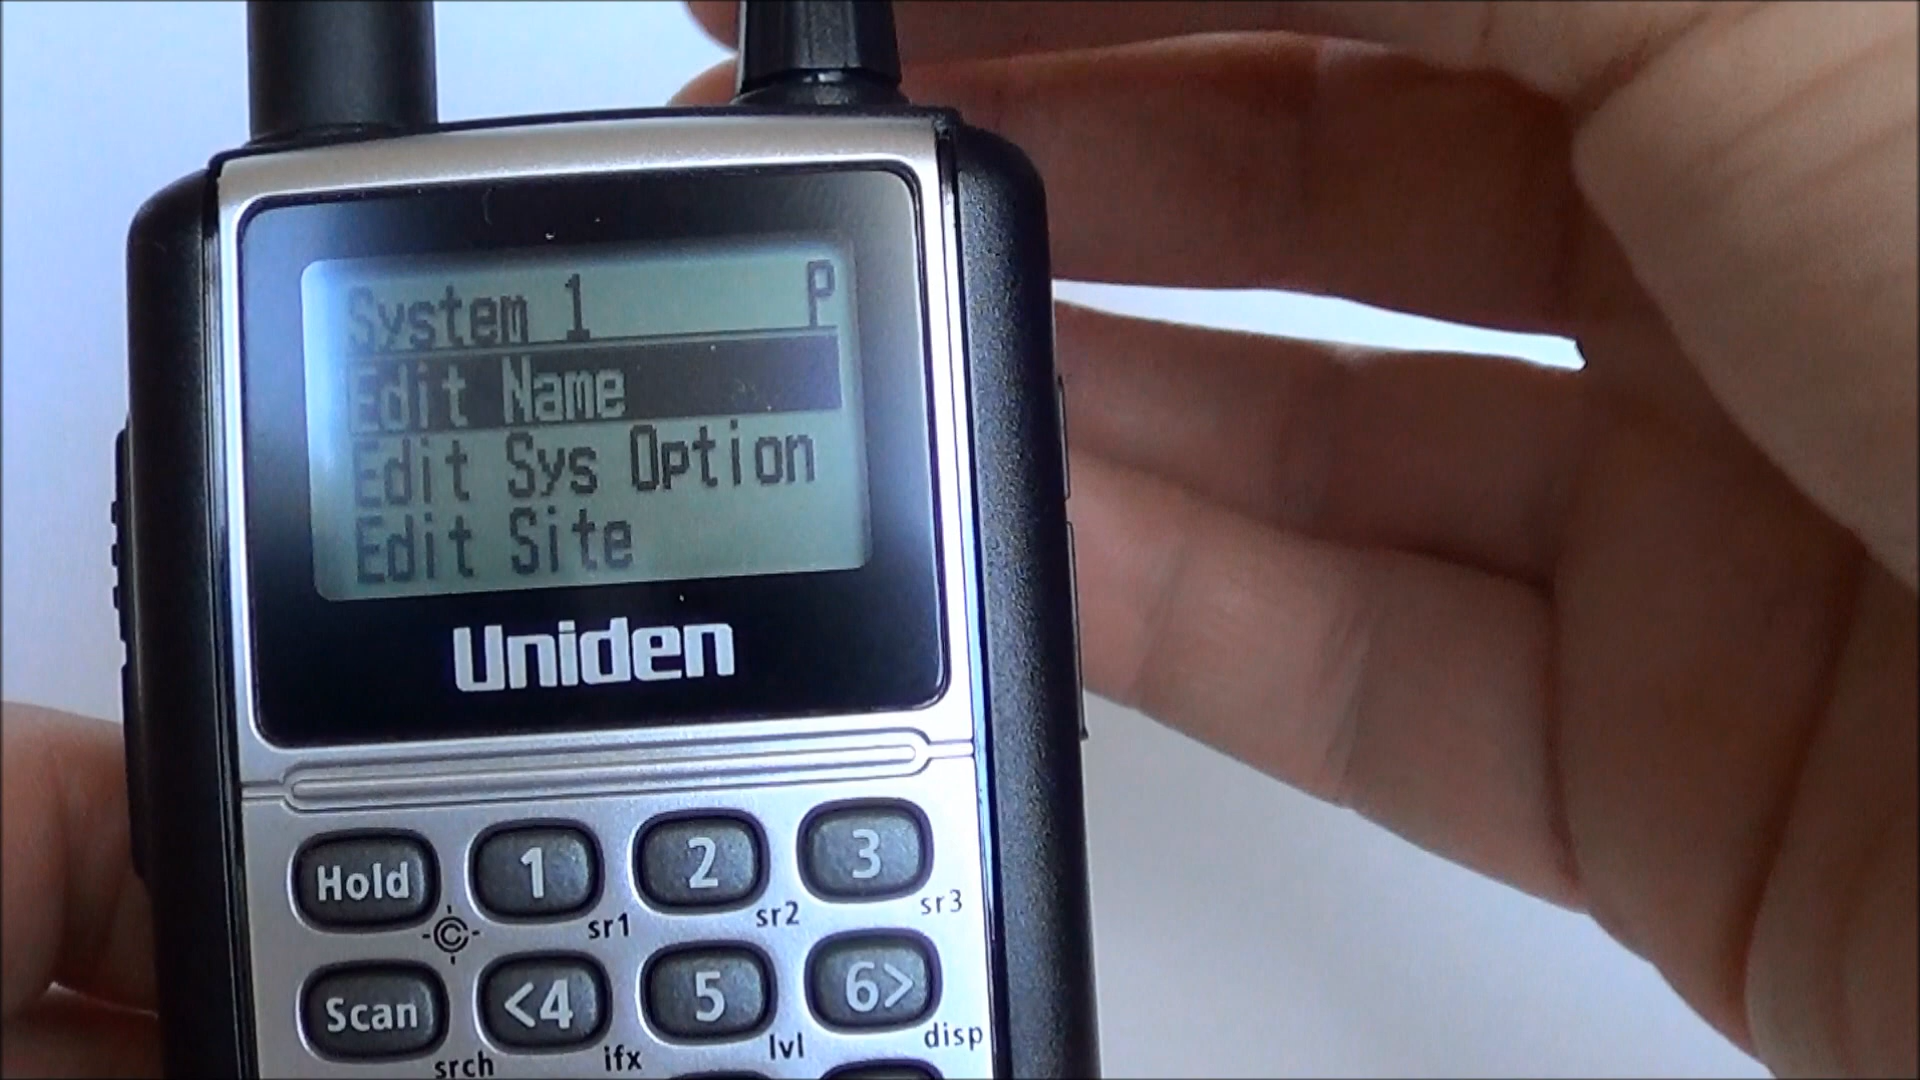 System 1 P
Edit Name
Edit Sys Option
Edit Site
Uniden
Hold 1 2 3
sr1 sr2 sr3
Scan <4 5 6>
srch ifx lvl disp